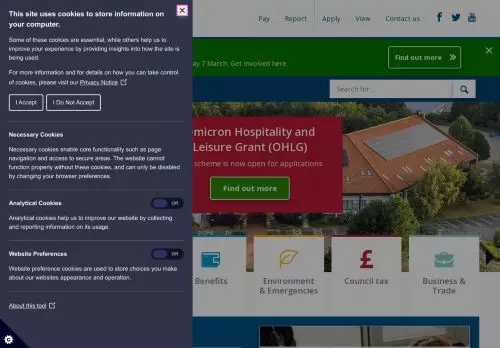 This site uses cookies to store information on
your computer.
Some of these cookies are essential, while others help us to
improve your experience by providing insights into how the site is
being used.
For more information and for details on how you can take control
of cookies, please visit our Privacy Notice
I Accept
I Do Not Accept
Necessary Cookies
Necessary cookies enable core functionality such as page
navigation and access to secure areas. The website cannot
function properly without these cookies, and can only be disabled
by changing your browser preferences.
Analytical Cookies
Off
Analytical cookies help us to improve our website by collecting
and reporting information on its usage.
Website Preferences
Off
Website preference cookies are used to store choices you make
about our websites appearance and operation.
About this tool
Pay
Report
Apply
View
Contact us
ay 7 March. Get involved here.
Find out more
Search for...
micron Hospitality and
Leisure Grant (OHLG)
scheme is now open for applications
Find out more
Benefits
Environment
& Emergencies
Council tax
Business &
Trade